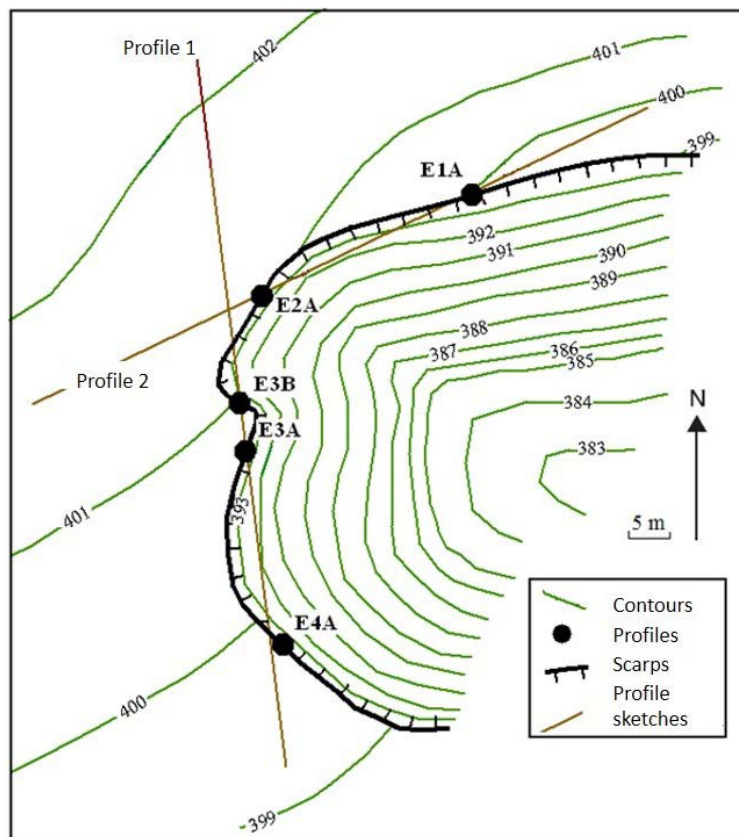 Profile 1
402
401
400
399
E1A
392
391
390
389
E2A
388
387
386
385
Profile 2
E3B
384
E3A
383
N
393
401
5 m
E4A
400
399
Contours
Profiles
Scarps
Profile
sketches